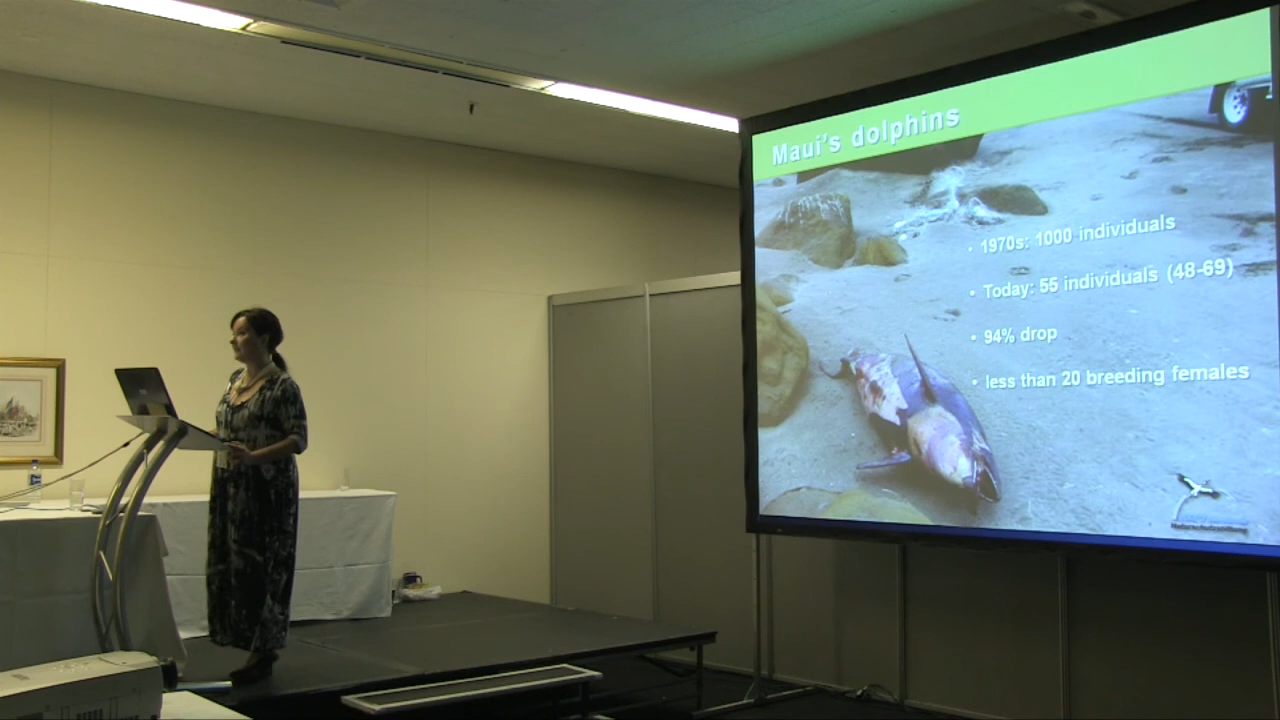 Maui's dolphins
• 1970s: 1000 individuals
• Today: 55 individuals (48-69)
• 94% drop
• less than 20 breeding females